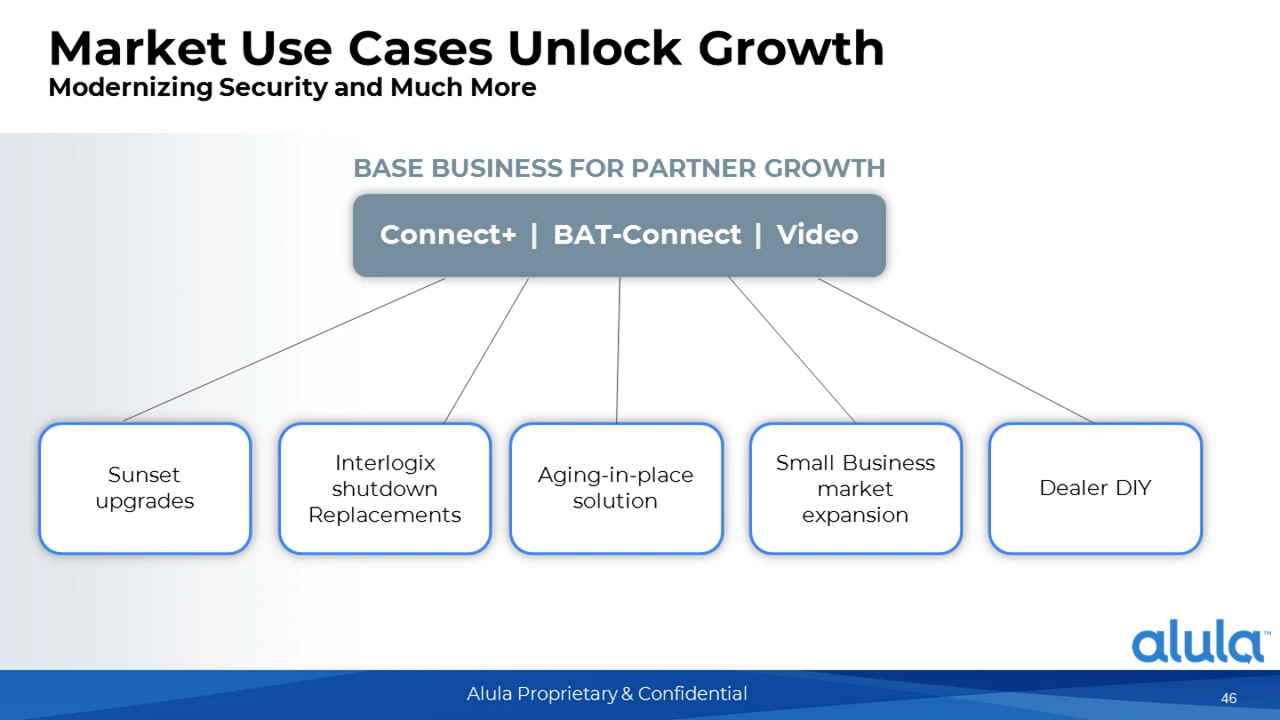 Market Use Cases Unlock Growth
Modernizing Security and Much More
BASE BUSINESS FOR PARTNER GROWTH
Connect+ | BAT-Connect | Video
Sunset
upgrades
Interlogix
shutdown
Replacements
Aging-in-place
solution
Small Business
market
expansion
Dealer DIY
alula™
Alula Proprietary & Confidential
46